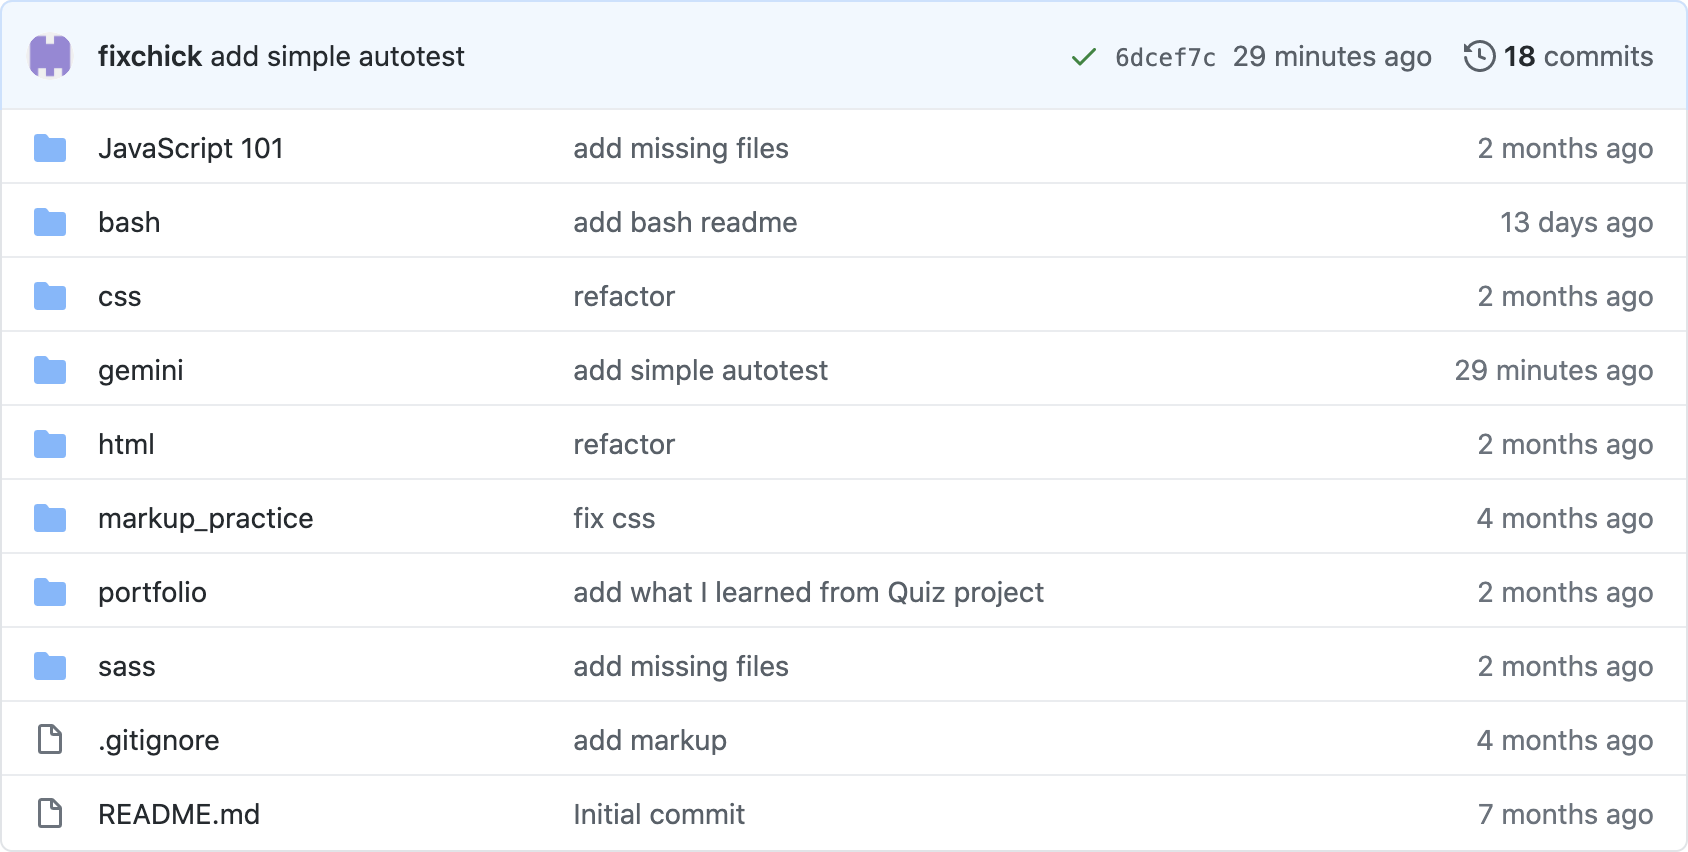 fixchick add simple autotest 6dcef7c 29 minutes ago 18 commits
JavaScript 101 add missing files 2 months ago
bash add bash readme 13 days ago
css refactor 2 months ago
gemini add simple autotest 29 minutes ago
html refactor 2 months ago
markup_practice fix css 4 months ago
portfolio add what I learned from Quiz project 2 months ago
sass add missing files 2 months ago
.gitignore add markup 4 months ago
README.md Initial commit 7 months ago